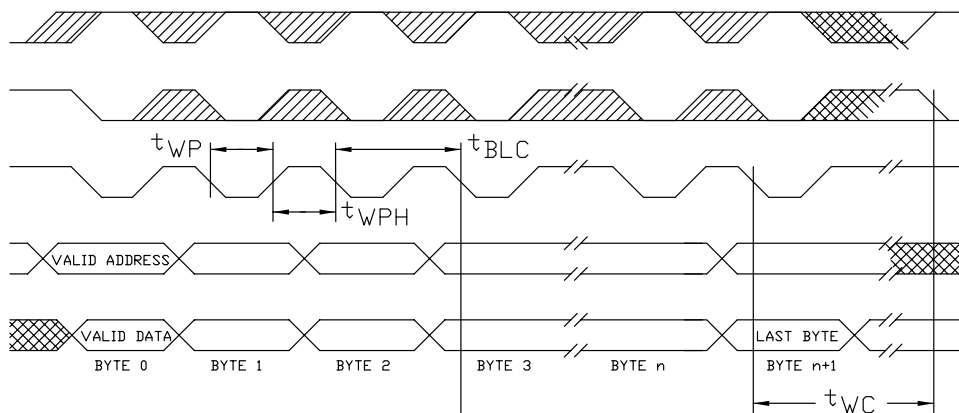 tWP
tBLC
tWPH
VALID ADDRESS
VALID DATA
LAST BYTE
BYTE 0 BYTE 1 BYTE 2 BYTE 3 BYTE n BYTE n+1
tWC